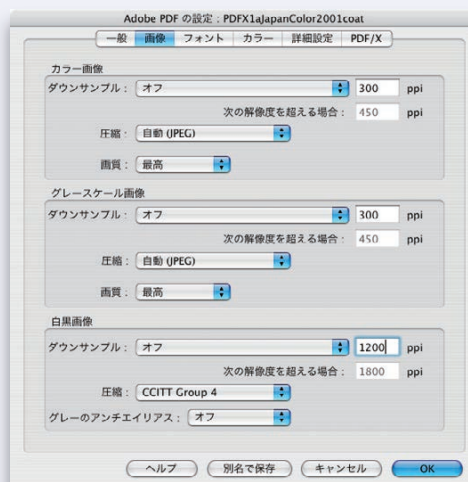 Adobe PDF の設定：PDFX1aJapanColor2001coat
一般 画像 フォント カラー 詳細設定 PDF/X
カラー画像
ダウンサンプル： オフ 300 ppi
次の解像度を超える場合： 450 ppi
圧縮： 自動 (JPEG)
画質： 最高
グレースケール画像
ダウンサンプル： オフ 300 ppi
次の解像度を超える場合： 450 ppi
圧縮： 自動 (JPEG)
画質： 最高
白黒画像
ダウンサンプル： オフ 1200 ppi
次の解像度を超える場合： 1800 ppi
圧縮： CCITT Group 4
グレーのアンチエイリアス： オフ
ヘルプ 別名で保存 キャンセル OK